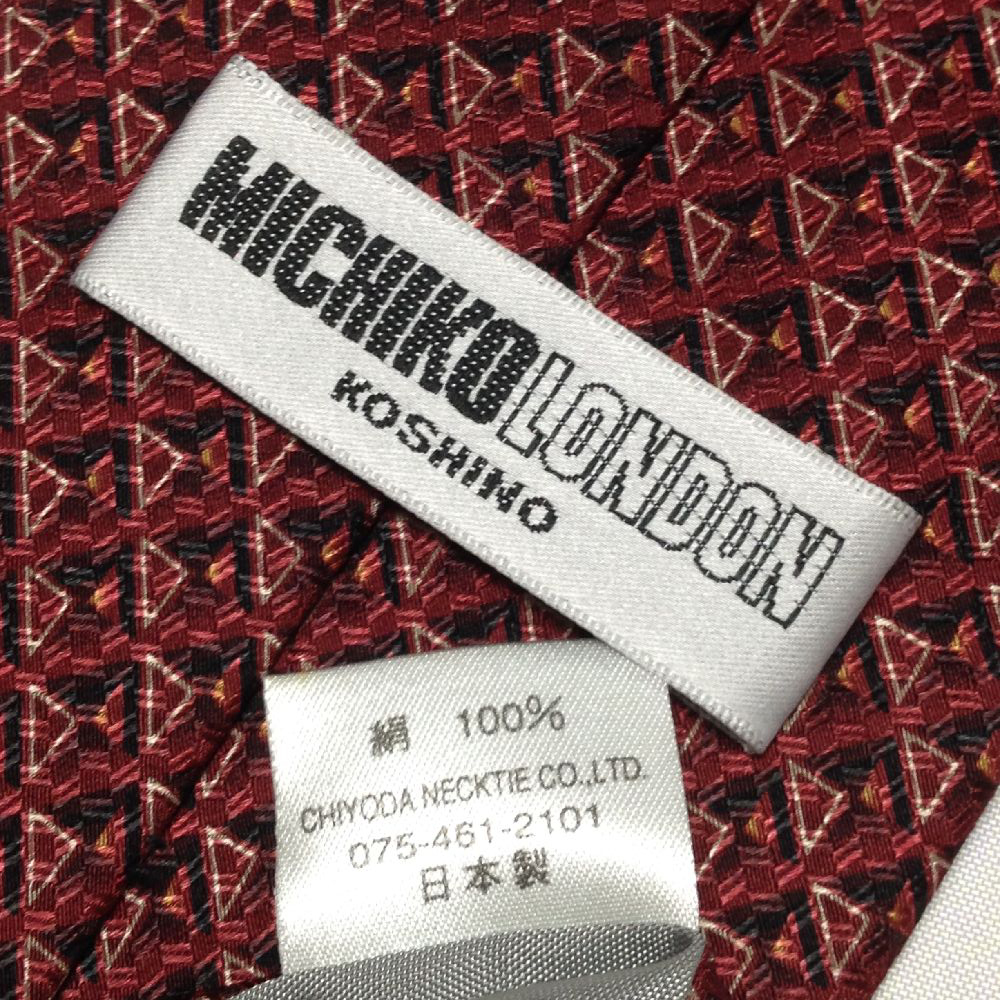 MICHIKO LONDON
KOSHINO
絹 100%
CHIYODA NECKTIE CO.,LTD.
075-461-2101
日本製